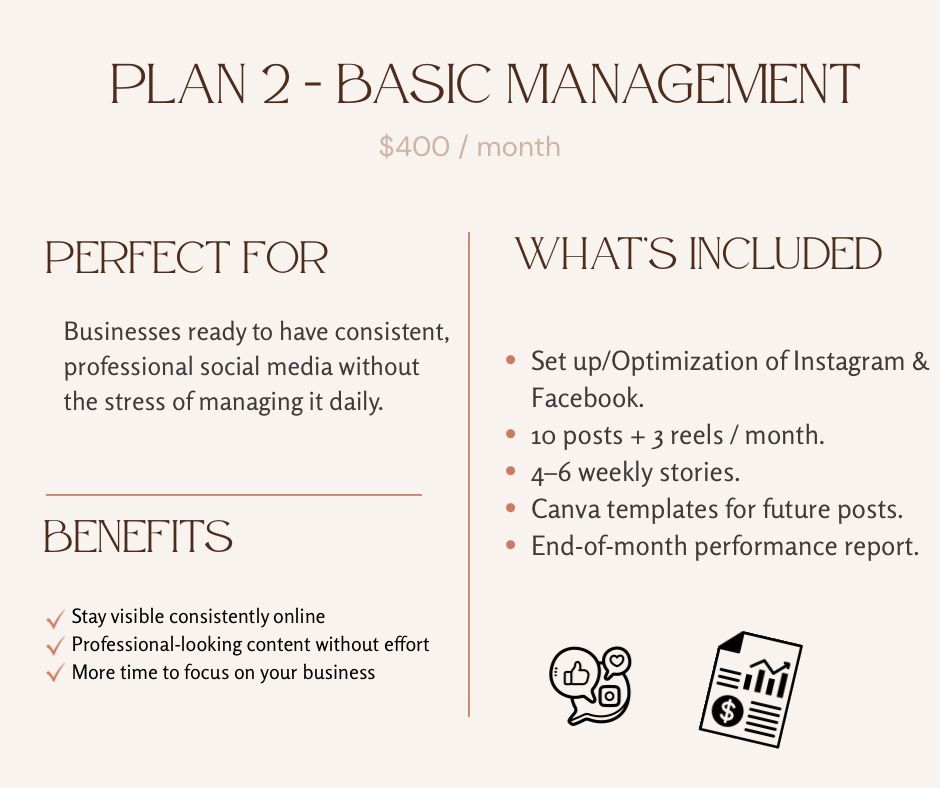 PLAN 2 - BASIC MANAGEMENT
$400 / month
PERFECT FOR
Businesses ready to have consistent,
professional social media without
the stress of managing it daily.
BENEFITS
Stay visible consistently online
Professional-looking content without effort
More time to focus on your business
WHAT'S INCLUDED
Set up/Optimization of Instagram &
Facebook.
10 posts + 3 reels / month.
4–6 weekly stories.
Canva templates for future posts.
End-of-month performance report.
$